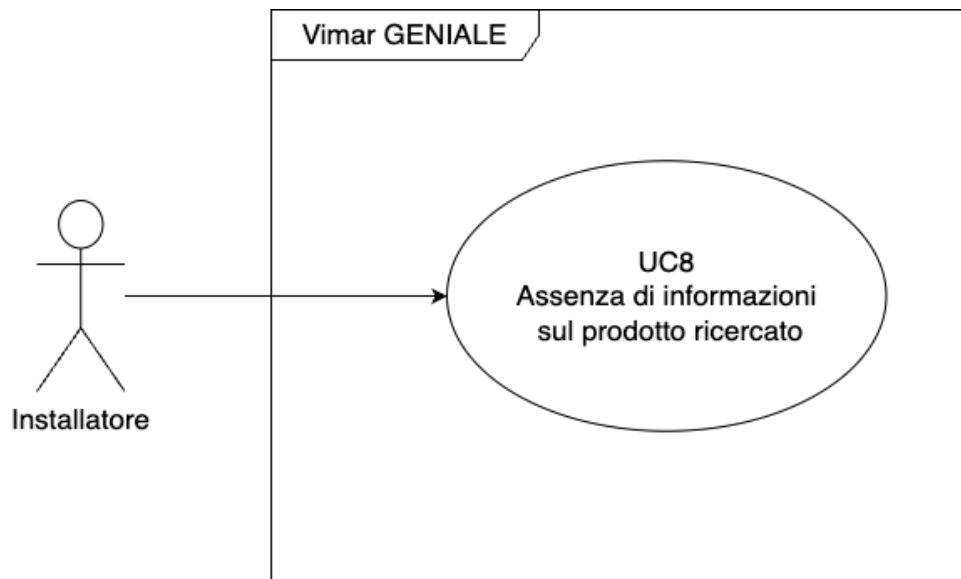 Vimar GENIALE
UC8
Assenza di informazioni
sul prodotto ricercato
Installatore